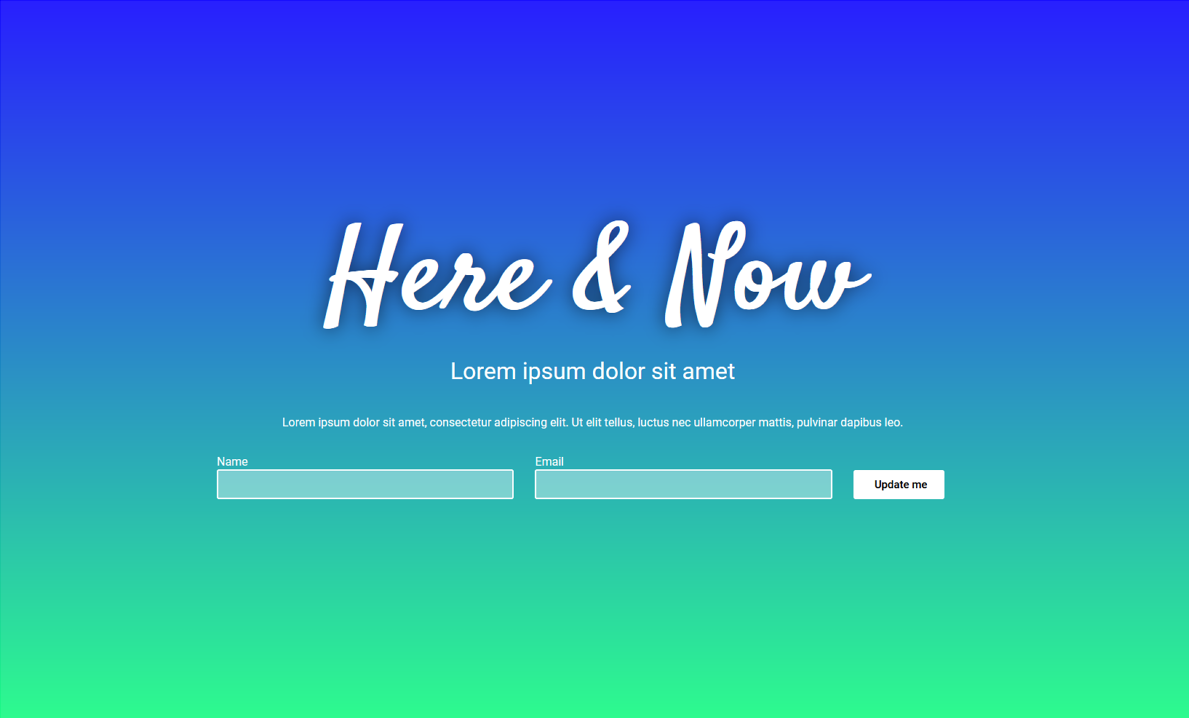 Here & Now
Lorem ipsum dolor sit amet
Lorem ipsum dolor sit amet, consectetur adipiscing elit. Ut elit tellus, luctus nec ullamcorper mattis, pulvinar dapibus leo.
Name
Email
Update me